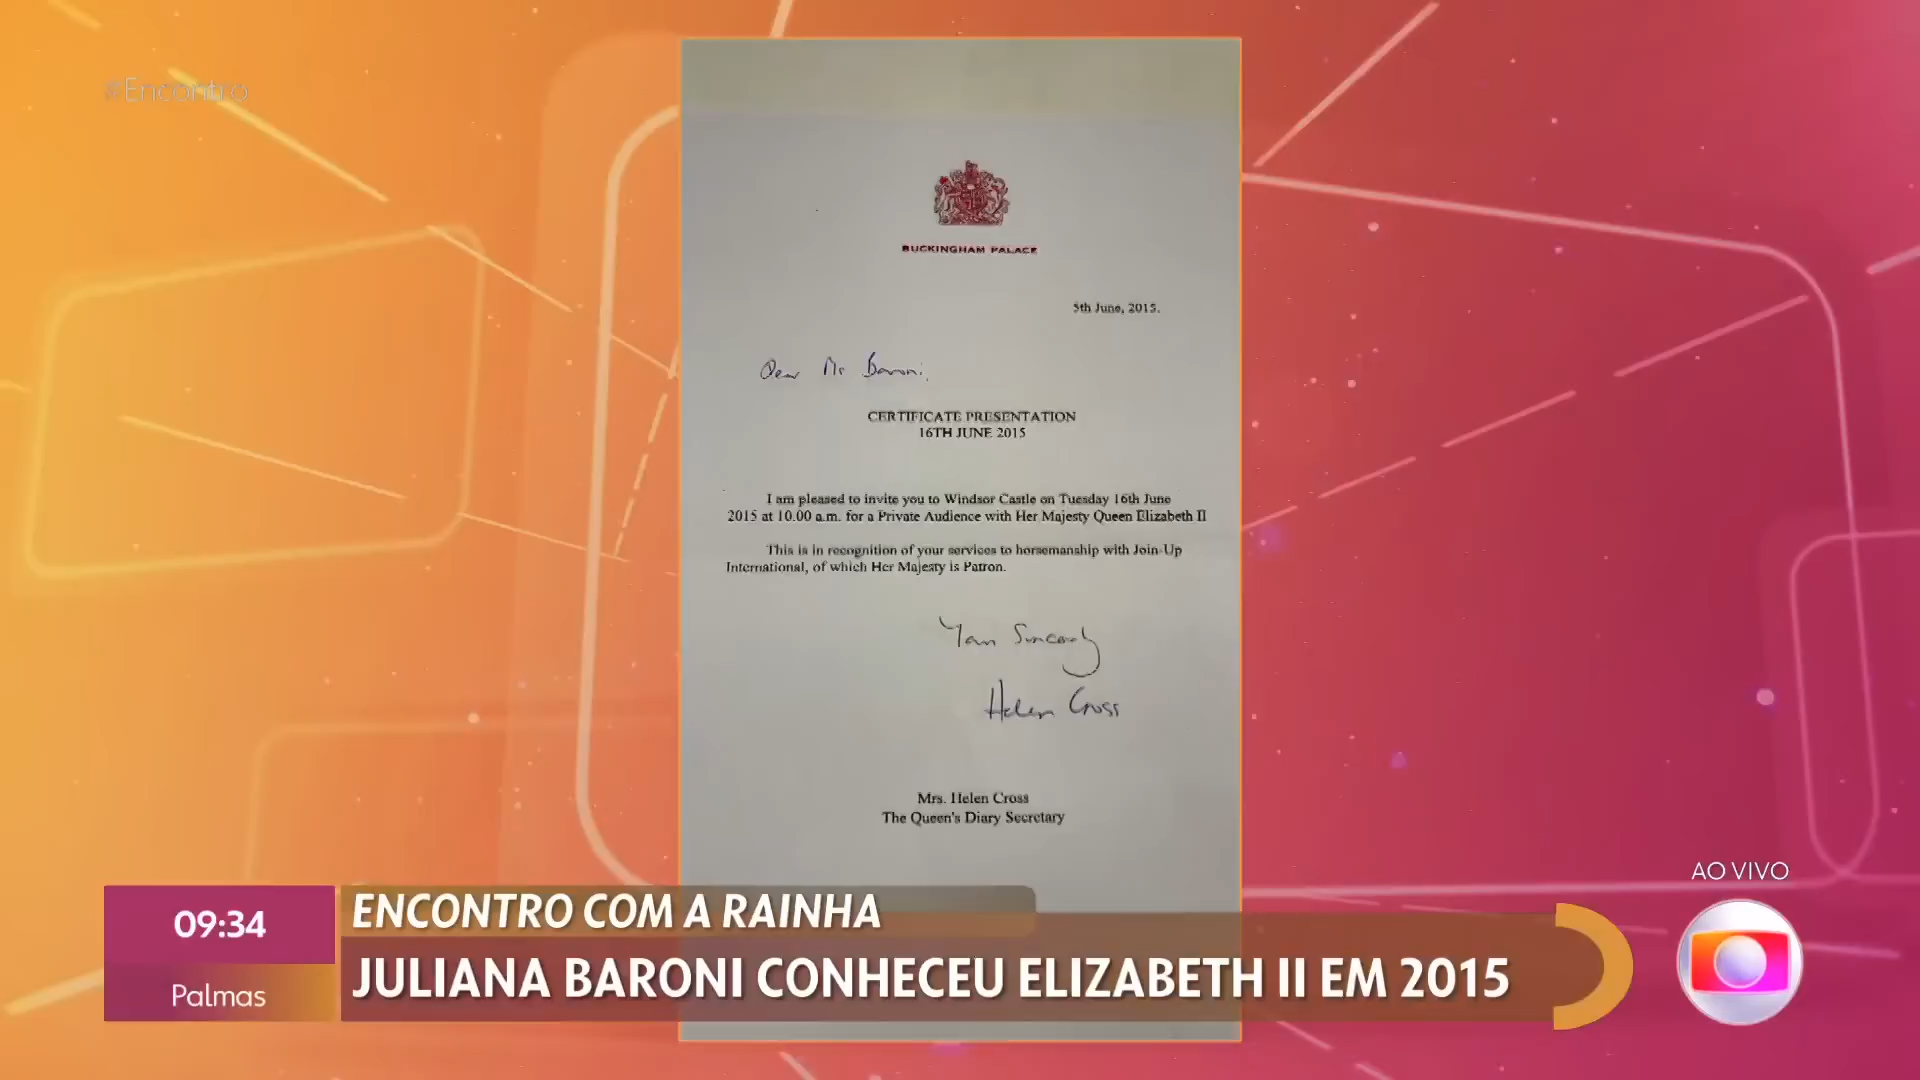 #Encontro
BUCKINGHAM PALACE
5th June, 2015.
Dear Mr Baroni,
CERTIFICATE PRESENTATION
16TH JUNE 2015
I am pleased to invite you to Windsor Castle on Tuesday 16th June
2015 at 10.00 a.m. for a Private Audience with Her Majesty Queen Elizabeth II
This is in recognition of your services to horsemanship with Join-Up
International, of which Her Majesty is Patron.
Yours Sincerely
Helen Cross
Mrs. Helen Cross
The Queen's Diary Secretary
AO VIVO
09:34
Palmas
ENCONTRO COM A RAINHA
JULIANA BARONI CONHECEU ELIZABETH II EM 2015